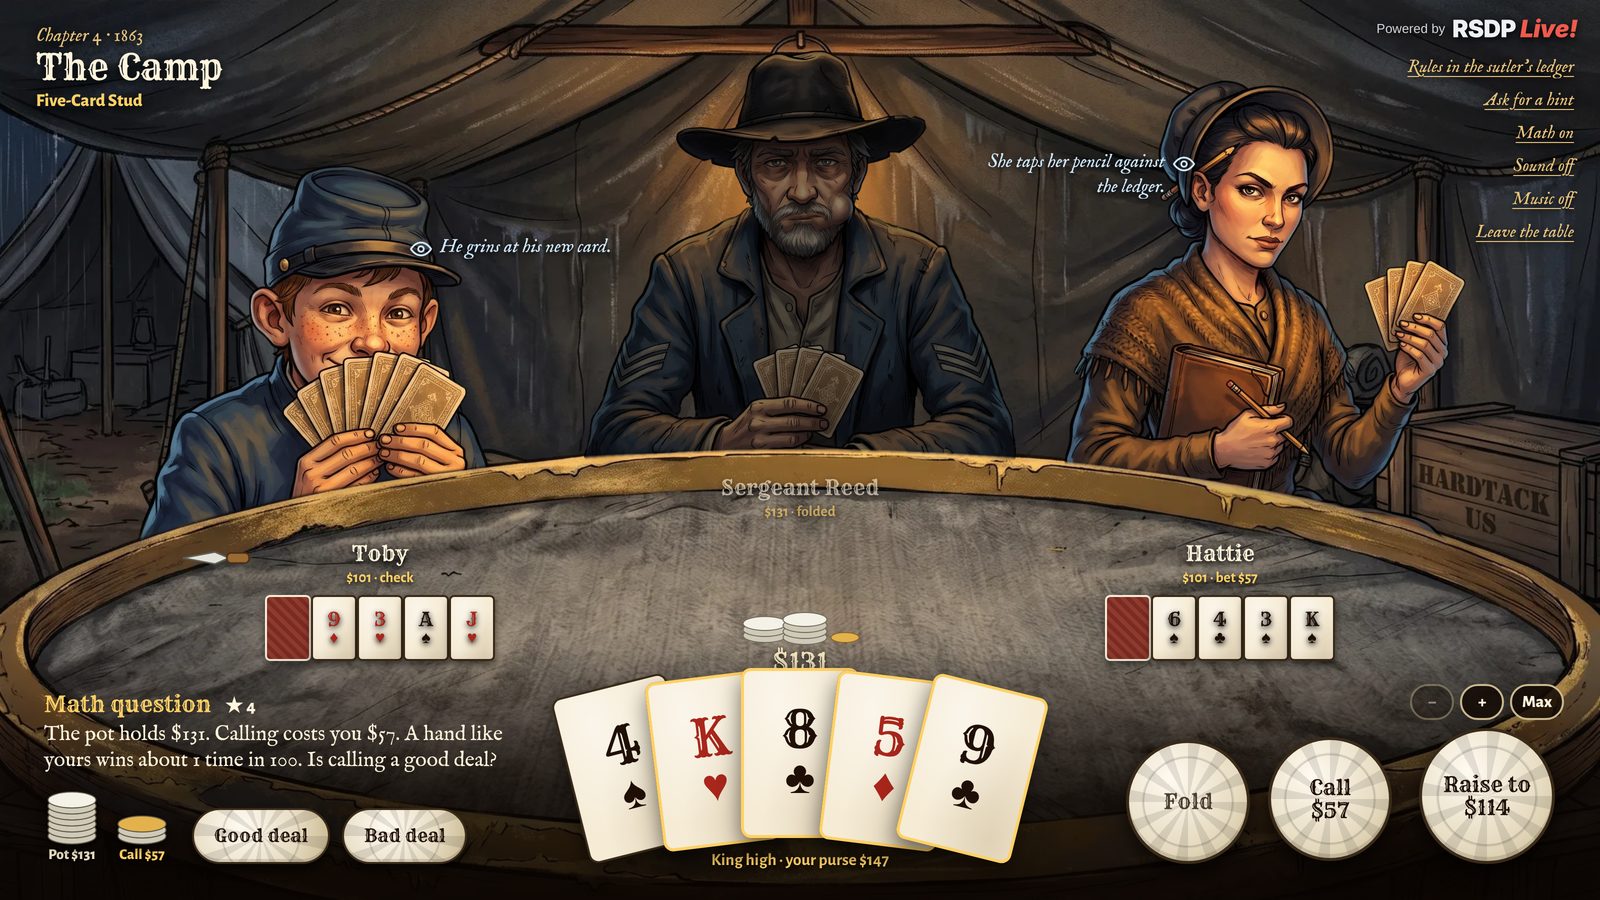 Chapter 4 · 1863
The Camp
Five-Card Stud
Powered by RSDP Live!
Rules in the sutler's ledger
Ask for a hint
Math on
Sound off
Music off
Leave the table
She taps her pencil against
the ledger.
He grins at his new card.
HARDTACK
US
Sergeant Reed
$131 · folded
Toby
$101 · check
9 3 A J
Hattie
$101 · bet $57
6 4 3 K
$131
Math question ★ 4
The pot holds $131. Calling costs you $57. A hand like
yours wins about 1 time in 100. Is calling a good deal?
Pot $131
Call $57
Good deal
Bad deal
4 K 8 5 9
King high · your purse $147
− + Max
Fold
Call
$57
Raise to
$114